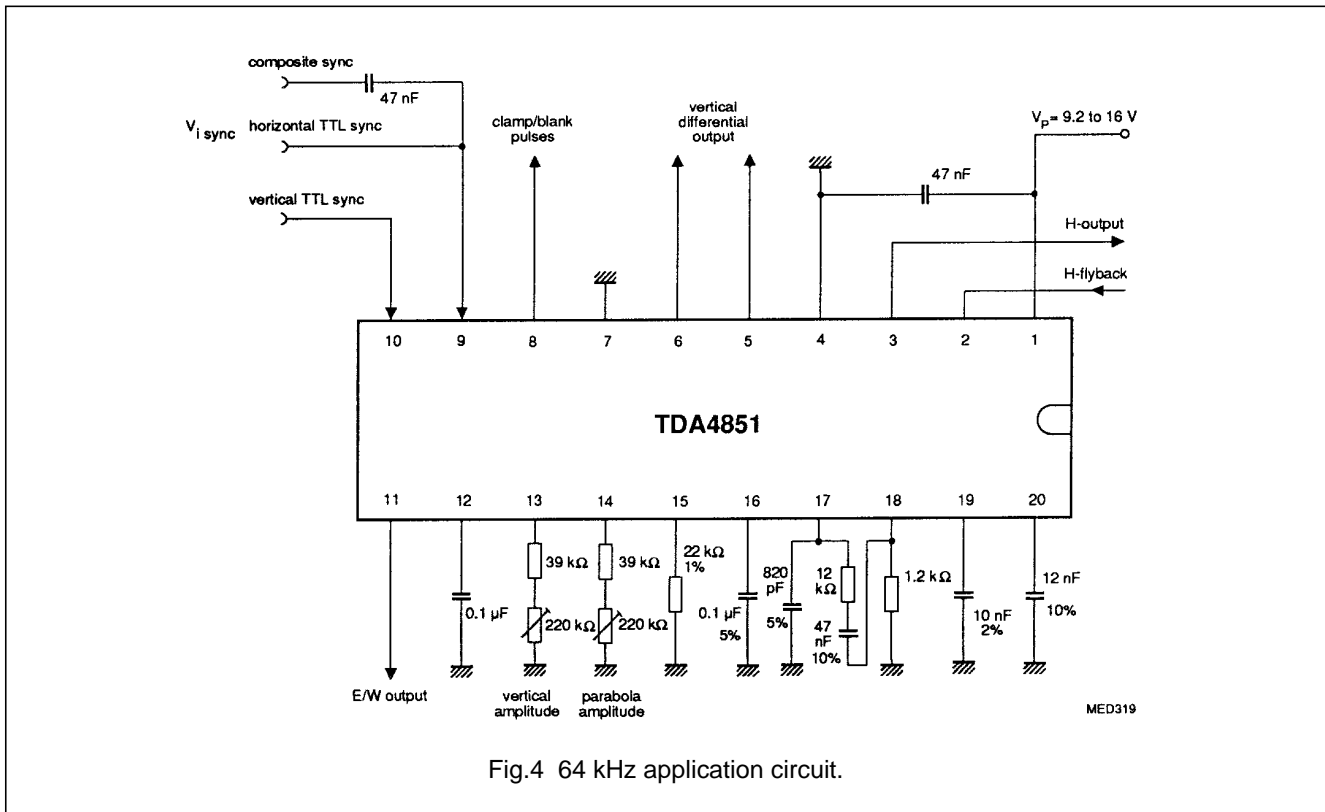 composite sync
47 nF
V i sync
horizontal TTL sync
vertical TTL sync
clamp/blank
pulses
vertical
differential
output
VP = 9.2 to 16 V
47 nF
H-output
H-flyback
10 9 8 7 6 5 4 3 2 1
TDA4851
11 12 13 14 15 16 17 18 19 20
0.1 µF
39 kΩ
220 kΩ
39 kΩ
220 kΩ
22 kΩ
1%
0.1 µF
5%
820
pF
5%
12
kΩ
47
nF
10%
1.2 kΩ
10 nF
2%
12 nF
10%
E/W output
vertical
amplitude
parabola
amplitude
MED319
Fig.4 64 kHz application circuit.